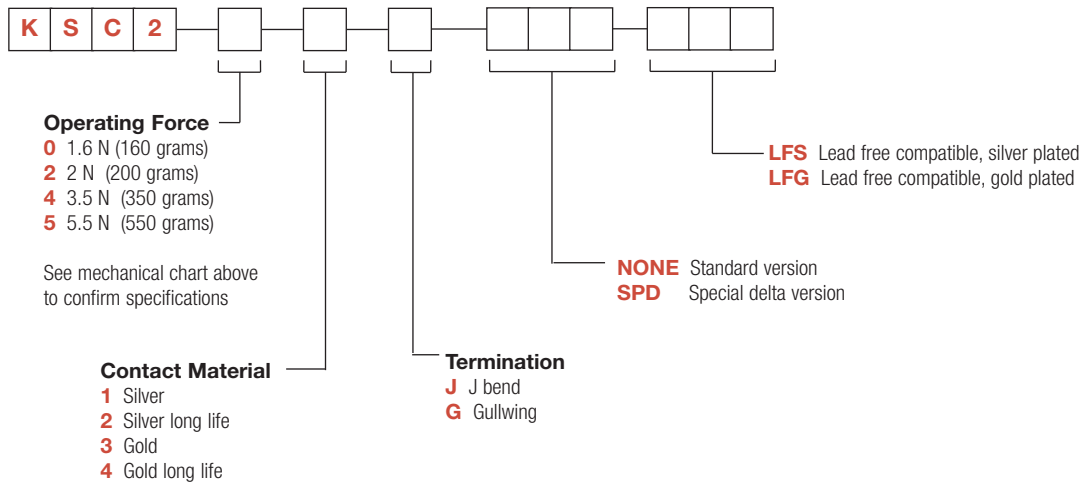 K S C 2
Operating Force
0 1.6 N (160 grams)
2 2 N (200 grams)
4 3.5 N (350 grams)
5 5.5 N (550 grams)
See mechanical chart above
to confirm specifications
Contact Material
1 Silver
2 Silver long life
3 Gold
4 Gold long life
Termination
J J bend
G Gullwing
NONE Standard version
SPD Special delta version
LFS Lead free compatible, silver plated
LFG Lead free compatible, gold plated